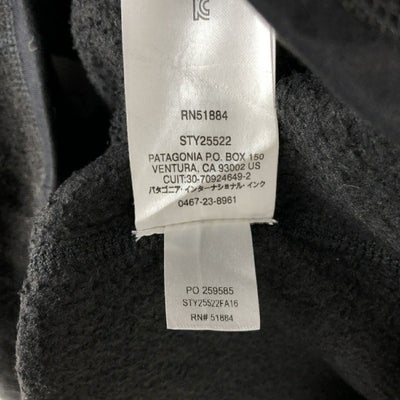 RN51884
STY25522
PATAGONIA P.O. BOX 150
VENTURA, CA 93002 US
CUIT:30-70924649-2
パタゴニア・インターナショナル・インク
0467-23-8961
PO 259585
STY25522FA16
RN# 51884